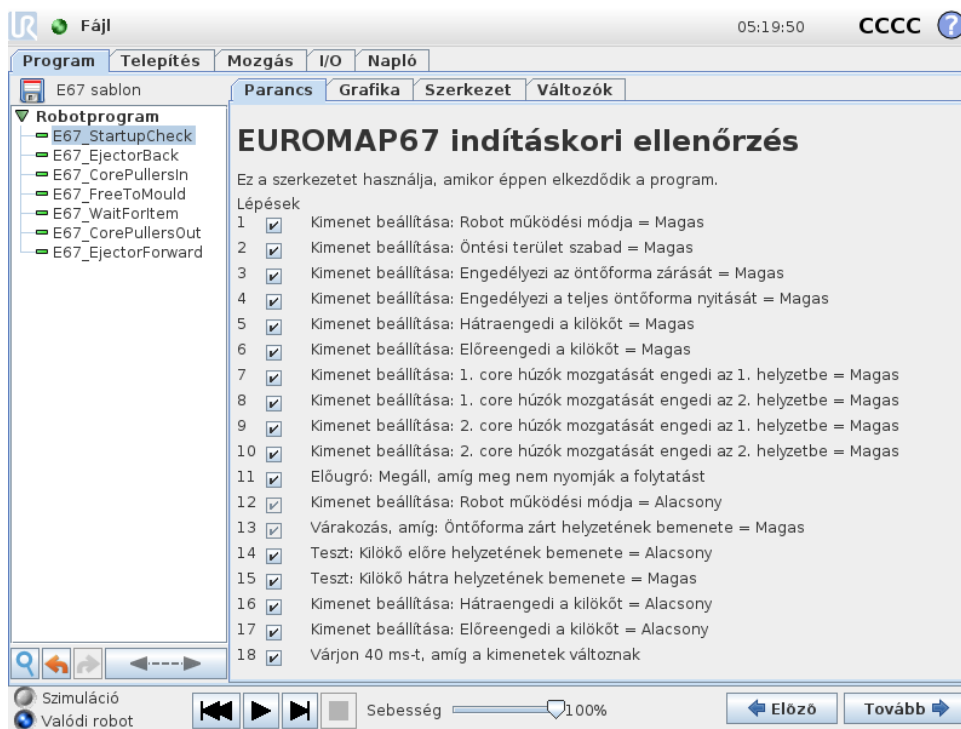 UR Fájl 05:19:50 CCCC ?
Program Telepítés Mozgás I/O Napló
E67 sablon
Parancs Grafika Szerkezet Változók
Robotprogram
E67_StartupCheck
E67_EjectorBack
E67_CorePullersIn
E67_FreeToMould
E67_WaitForItem
E67_CorePullersOut
E67_EjectorForward
EUROMAP67 indításkori ellenőrzés
Ez a szerkezetet használja, amikor éppen elkezdődik a program.
Lépések
1 Kimenet beállítása: Robot működési módja = Magas
2 Kimenet beállítása: Öntési terület szabad = Magas
3 Kimenet beállítása: Engedélyezi az öntőforma zárását = Magas
4 Kimenet beállítása: Engedélyezi a teljes öntőforma nyitását = Magas
5 Kimenet beállítása: Hátraengedi a kilökőt = Magas
6 Kimenet beállítása: Előreengedi a kilökőt = Magas
7 Kimenet beállítása: 1. core húzók mozgatását engedi az 1. helyzetbe = Magas
8 Kimenet beállítása: 1. core húzók mozgatását engedi az 2. helyzetbe = Magas
9 Kimenet beállítása: 2. core húzók mozgatását engedi az 1. helyzetbe = Magas
10 Kimenet beállítása: 2. core húzók mozgatását engedi az 2. helyzetbe = Magas
11 Előugró: Megáll, amíg meg nem nyomják a folytatást
12 Kimenet beállítása: Robot működési módja = Alacsony
13 Várakozás, amíg: Öntőforma zárt helyzetének bemenete = Magas
14 Teszt: Kilökő előre helyzetének bemenete = Alacsony
15 Teszt: Kilökő hátra helyzetének bemenete = Magas
16 Kimenet beállítása: Hátraengedi a kilökőt = Alacsony
17 Kimenet beállítása: Előreengedi a kilökőt = Alacsony
18 Várjon 40 ms-t, amíg a kimenetek változnak
Szimuláció
Valódi robot
Sebesség 100%
Előző
Tovább